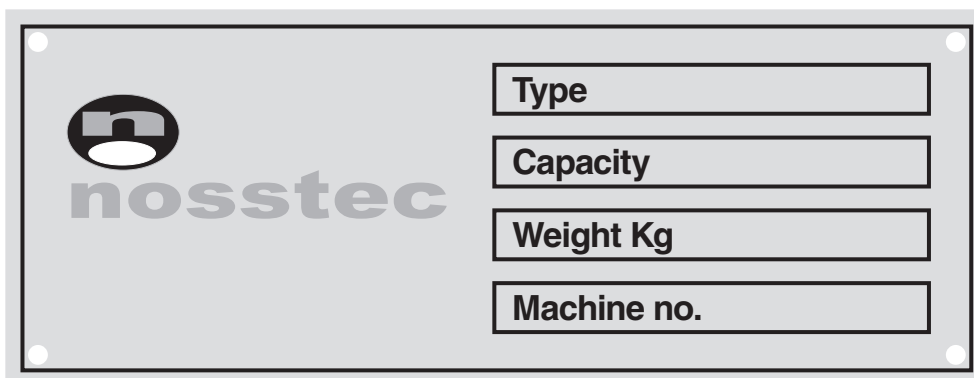 n
nosstec
Type
Capacity
Weight Kg
Machine no.